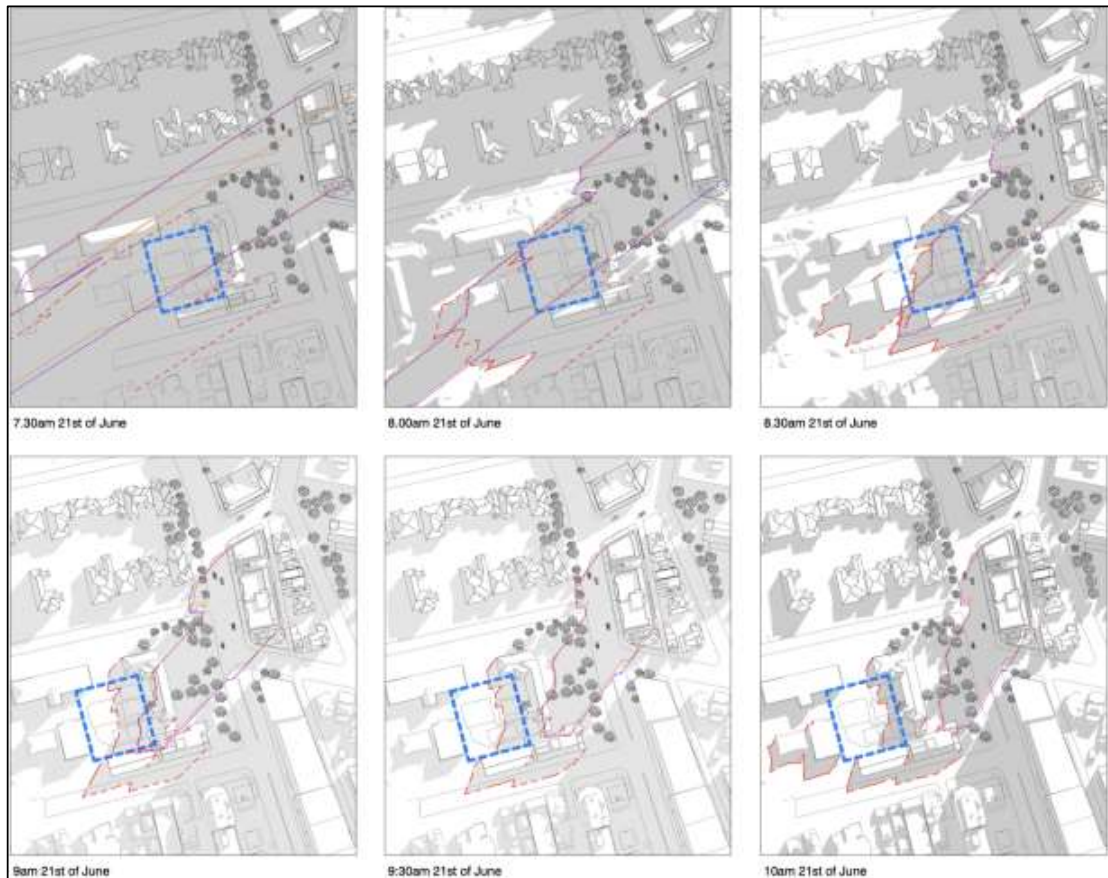 7.30am 21st of June
8.00am 21st of June
8.30am 21st of June
9am 21st of June
9:30am 21st of June
10am 21st of June